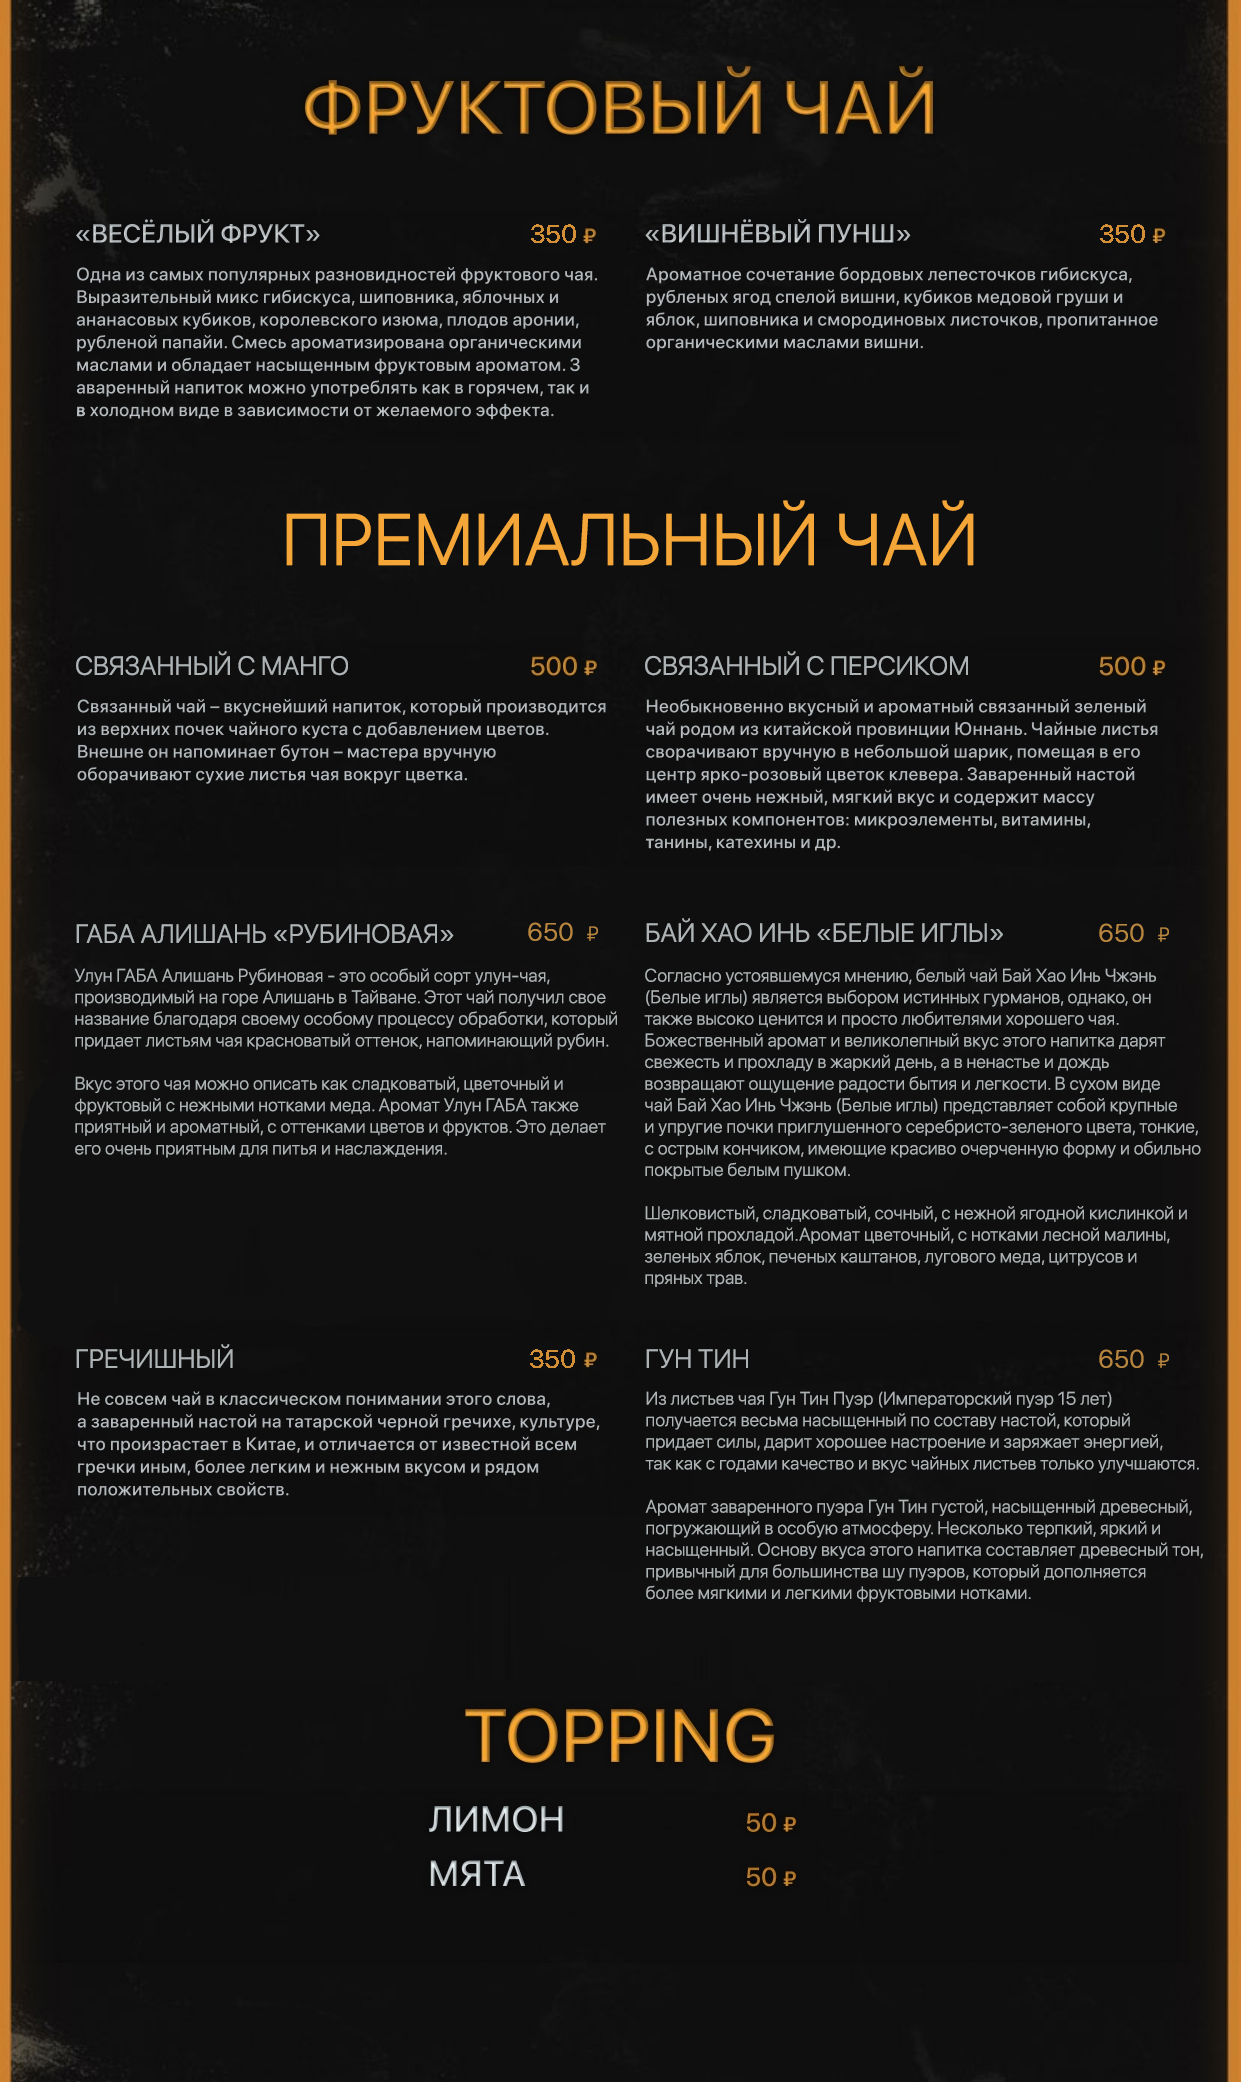 ФРУКТОВЫЙ ЧАЙ
«ВЕСЁЛЫЙ ФРУКТ» 350 ₽
Одна из самых популярных разновидностей фруктового чая.
Выразительный микс гибискуса, шиповника, яблочных и
ананасовых кубиков, королевского изюма, плодов аронии,
рубленой папайи. Смесь ароматизирована органическими
маслами и обладает насыщенным фруктовым ароматом. З
аваренный напиток можно употреблять как в горячем, так и
в холодном виде в зависимости от желаемого эффекта.
«ВИШНЁВЫЙ ПУНШ» 350 ₽
Ароматное сочетание бордовых лепесточков гибискуса,
рубленых ягод спелой вишни, кубиков медовой груши и
яблок, шиповника и смородиновых листочков, пропитанное
органическими маслами вишни.
ПРЕМИАЛЬНЫЙ ЧАЙ
СВЯЗАННЫЙ С МАНГО 500 ₽
Связанный чай – вкуснейший напиток, который производится
из верхних почек чайного куста с добавлением цветов.
Внешне он напоминает бутон – мастера вручную
оборачивают сухие листья чая вокруг цветка.
СВЯЗАННЫЙ С ПЕРСИКОМ 500 ₽
Необыкновенно вкусный и ароматный связанный зеленый
чай родом из китайской провинции Юннань. Чайные листья
сворачивают вручную в небольшой шарик, помещая в его
центр ярко-розовый цветок клевера. Заваренный настой
имеет очень нежный, мягкий вкус и содержит массу
полезных компонентов: микроэлементы, витамины,
танины, катехины и др.
ГАБА АЛИШАНЬ «РУБИНОВАЯ» 650 ₽
Улун ГАБА Алишань Рубиновая - это особый сорт улун-чая,
производимый на горе Алишань в Тайване. Этот чай получил свое
название благодаря своему особому процессу обработки, который
придает листьям чая красноватый оттенок, напоминающий рубин.
Вкус этого чая можно описать как сладковатый, цветочный и
фруктовый с нежными нотками меда. Аромат Улун ГАБА также
приятный и ароматный, с оттенками цветов и фруктов. Это делает
его очень приятным для питья и наслаждения.
БАЙ ХАО ИНЬ «БЕЛЫЕ ИГЛЫ» 650 ₽
Согласно устоявшемуся мнению, белый чай Бай Хао Инь Чжэнь
(Белые иглы) является выбором истинных гурманов, однако, он
также высоко ценится и просто любителями хорошего чая.
Божественный аромат и великолепный вкус этого напитка дарят
свежесть и прохладу в жаркий день, а в ненастье и дождь
возвращают ощущение радости бытия и легкости. В сухом виде
чай Бай Хао Инь Чжэнь (Белые иглы) представляет собой крупные
и упругие почки приглушенного серебристо-зеленого цвета, тонкие,
с острым кончиком, имеющие красиво очерченную форму и обильно
покрытые белым пушком.
Шелковистый, сладковатый, сочный, с нежной ягодной кислинкой и
мятной прохладой.Аромат цветочный, с нотками лесной малины,
зеленых яблок, печеных каштанов, лугового меда, цитрусов и
пряных трав.
ГРЕЧИШНЫЙ 350 ₽
Не совсем чай в классическом понимании этого слова,
а заваренный настой на татарской черной гречихе, культуре,
что произрастает в Китае, и отличается от известной всем
гречки иным, более легким и нежным вкусом и рядом
положительных свойств.
ГУН ТИН 650 ₽
Из листьев чая Гун Тин Пуэр (Императорский пуэр 15 лет)
получается весьма насыщенный по составу настой, который
придает силы, дарит хорошее настроение и заряжает энергией,
так как с годами качество и вкус чайных листьев только улучшаются.
Аромат заваренного пуэра Гун Тин густой, насыщенный древесный,
погружающий в особую атмосферу. Несколько терпкий, яркий и
насыщенный. Основу вкуса этого напитка составляет древесный тон,
привычный для большинства шу пуэров, который дополняется
более мягкими и легкими фруктовыми нотками.
TOPPING
ЛИМОН 50 ₽
МЯТА 50 ₽